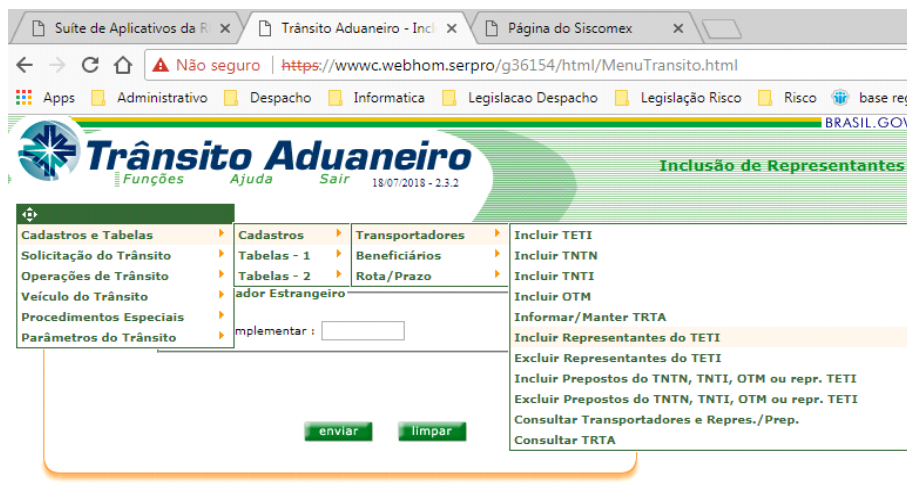 Suíte de Aplicativos da R
Trânsito Aduaneiro - Incl
Página do Siscomex
Não seguro | https://wwwc.webhom.serpro/g36154/html/MenuTransito.html
Apps Administrativo Despacho Informatica Legislacao Despacho Legislação Risco Risco base reg
BRASIL.GOV
Trânsito Aduaneiro
Inclusão de Representantes
Funções Ajuda Sair 18/07/2018 - 2.3.2
Cadastros e Tabelas
Solicitação do Trânsito
Operações de Trânsito
Veículo do Trânsito
Procedimentos Especiais
Parâmetros do Trânsito
Cadastros
Tabelas - 1
Tabelas - 2
Transportadores
Beneficiários
Rota/Prazo
Incluir TETI
Incluir TNTN
Incluir TNTI
Incluir OTM
Informar/Manter TRTA
Incluir Representantes do TETI
Excluir Representantes do TETI
Incluir Prepostos do TNTN, TNTI, OTM ou repr. TETI
Excluir Prepostos do TNTN, TNTI, OTM ou repr. TETI
Consultar Transportadores e Repres./Prep.
Consultar TRTA
ador Estrangeiro
mplementar :
enviar limpar